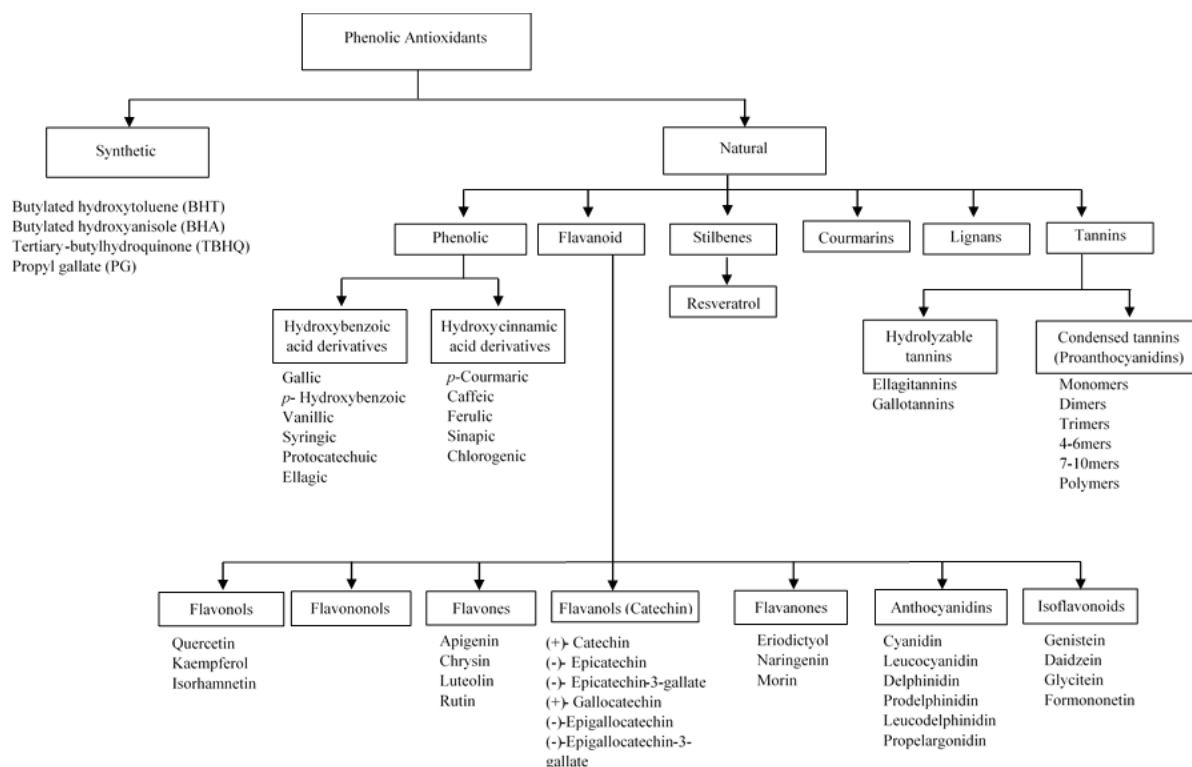 Phenolic Antioxidants
Synthetic
Natural
Butylated hydroxytoluene (BHT)
Butylated hydroxyanisole (BHA)
Tertiary-butylhydroquinone (TBHQ)
Propyl gallate (PG)
Phenolic
Flavanoid
Stilbenes
Courmarins
Lignans
Tannins
Resveratrol
Hydroxybenzoic
acid derivatives
Gallic
p- Hydroxybenzoic
Vanillic
Syringic
Protocatechuic
Ellagic
Hydroxycinnamic
acid derivatives
p-Courmaric
Caffeic
Ferulic
Sinapic
Chlorogenic
Hydrolyzable
tannins
Ellagitannins
Gallotannins
Condensed tannins
(Proanthocyanidins)
Monomers
Dimers
Trimers
4-6mers
7-10mers
Polymers
Flavonols
Quercetin
Kaempferol
Isorhamnetin
Flavononols
Flavones
Apigenin
Chrysin
Luteolin
Rutin
Flavanols (Catechin)
(+)- Catechin
(-)- Epicatechin
(-)- Epicatechin-3-gallate
(+)- Gallocatechin
(-)-Epigallocatechin
(-)-Epigallocatechin-3-
gallate
Flavanones
Eriodictyol
Naringenin
Morin
Anthocyanidins
Cyanidin
Leucocyanidin
Delphinidin
Prodelphinidin
Leucodelphinidin
Propelargonidin
Isoflavonoids
Genistein
Daidzein
Glycitein
Formononetin